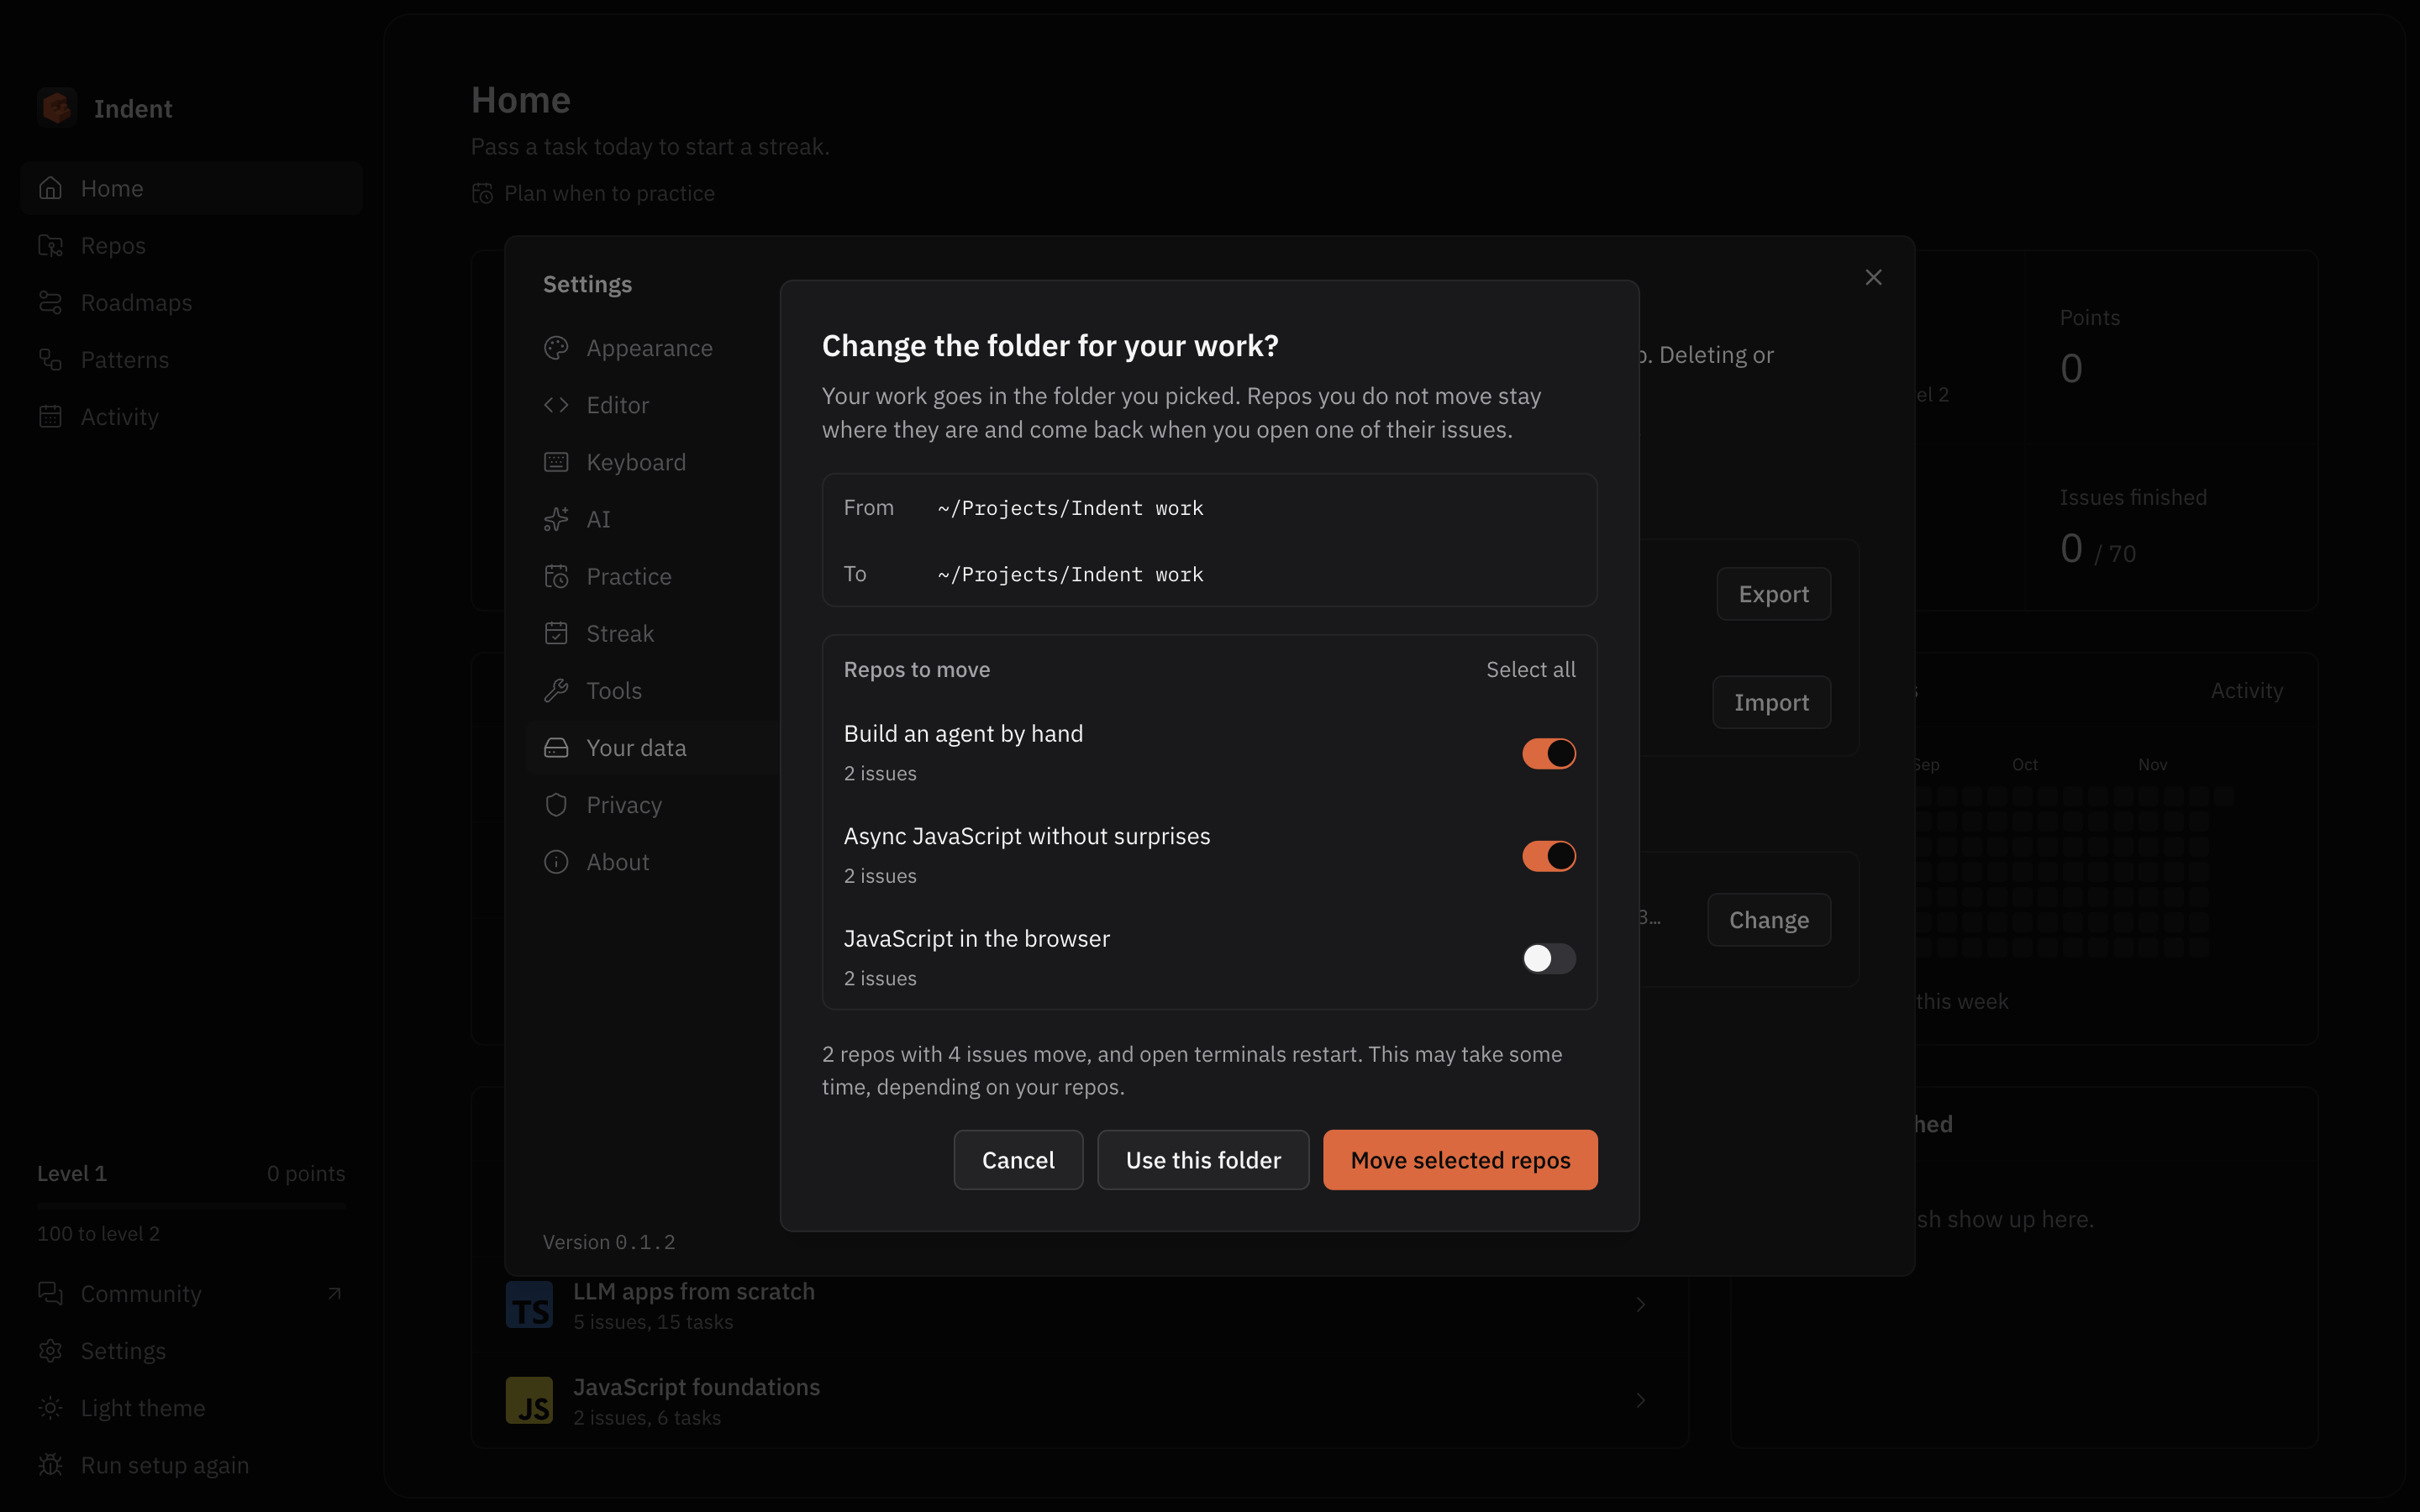 Indent
Home
Repos
Roadmaps
Patterns
Activity
Level 1
0 points
100 to level 2
Community
Settings
Light theme
Run setup again
Home
Pass a task today to start a streak.
Plan when to practice
Settings
Appearance
Editor
Keyboard
AI
Practice
Streak
Tools
Your data
Privacy
About
Version 0.1.2
Change the folder for your work?
Your work goes in the folder you picked. Repos you do not move stay
where they are and come back when you open one of their issues.
From ~/Projects/Indent work
To ~/Projects/Indent work
Repos to move Select all
Build an agent by hand
2 issues
Async JavaScript without surprises
2 issues
JavaScript in the browser
2 issues
2 repos with 4 issues move, and open terminals restart. This may take some
time, depending on your repos.
Cancel Use this folder Move selected repos
. Deleting or
Export
Import
3…
Change
Points
0
el 2
Issues finished
0 / 70
Activity
Sep Oct Nov
this week
hed
sh show up here.
TS
LLM apps from scratch
5 issues, 15 tasks
JS
JavaScript foundations
2 issues, 6 tasks